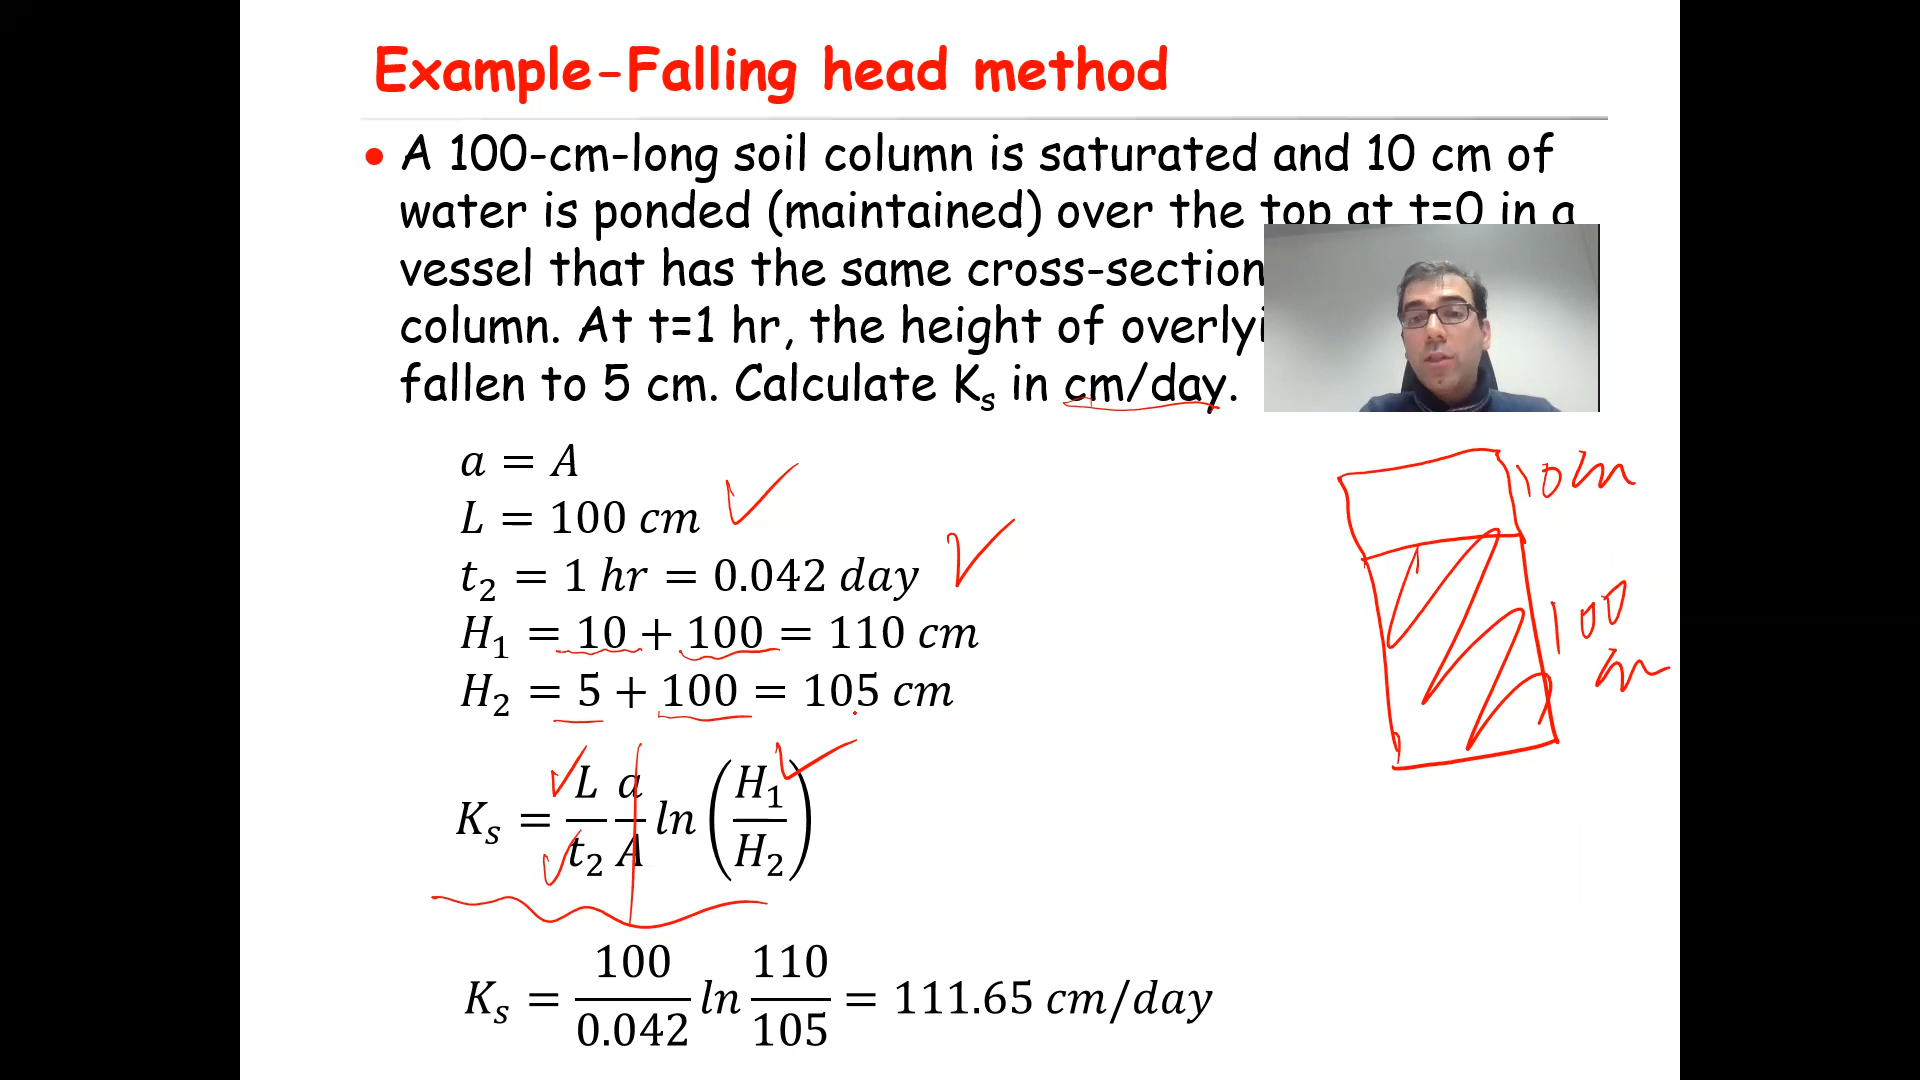 Example-Falling head method
• A 100-cm-long soil column is saturated and 10 cm of
water is ponded (maintained) over the top at t=0 in a
vessel that has the same cross-section
column. At t=1 hr, the height of
fallen to 5 cm. Calculate Kₛ in cm/day.
a = A
L = 100 cm
t₂ = 1 hr = 0.042 day
H₁ = 10 + 100 = 110 cm
H₂ = 5 + 100 = 105 cm
Kₛ = L/t₂ a/A ln(H₁/H₂)
Kₛ = 100/0.042 ln 110/105 = 111.65 cm/day
10 cm
100
cm